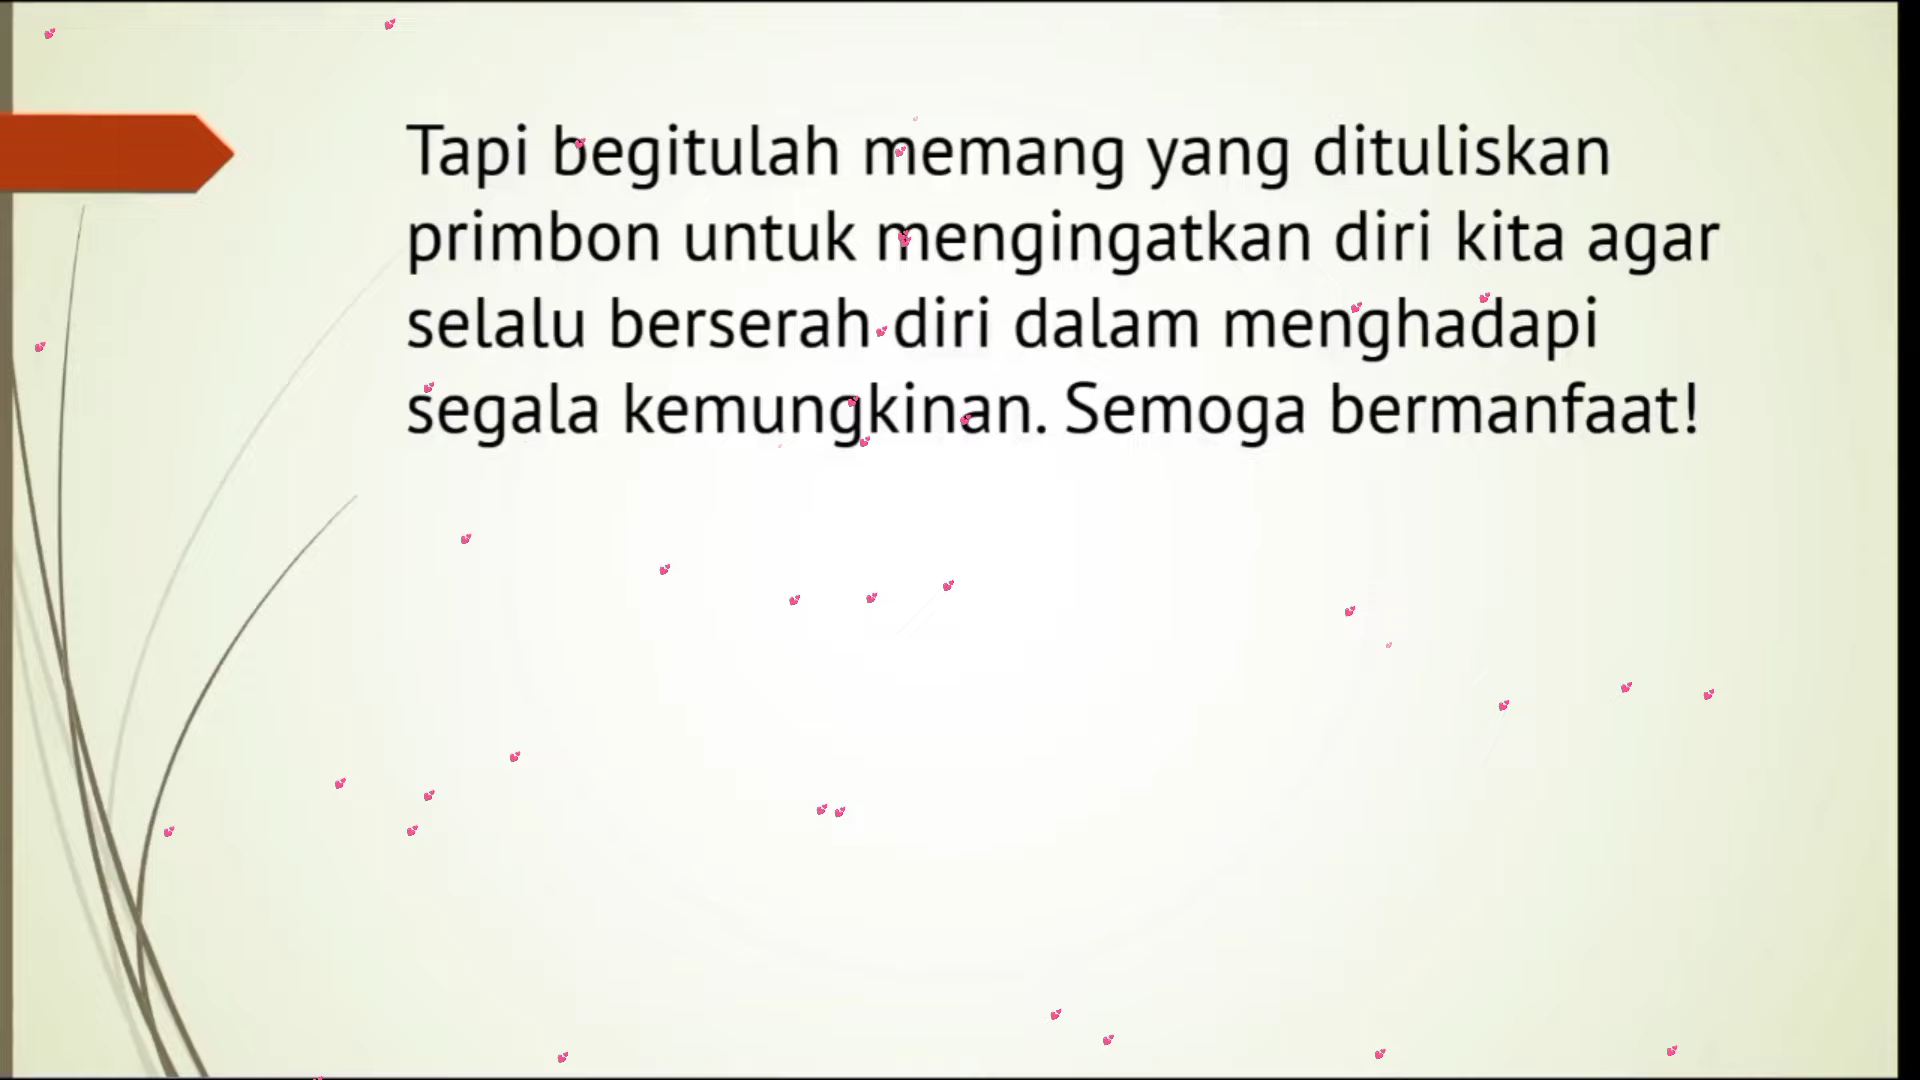 Tapi begitulah memang yang dituliskan
primbon untuk mengingatkan diri kita agar
selalu berserah diri dalam menghadapi
segala kemungkinan. Semoga bermanfaat!